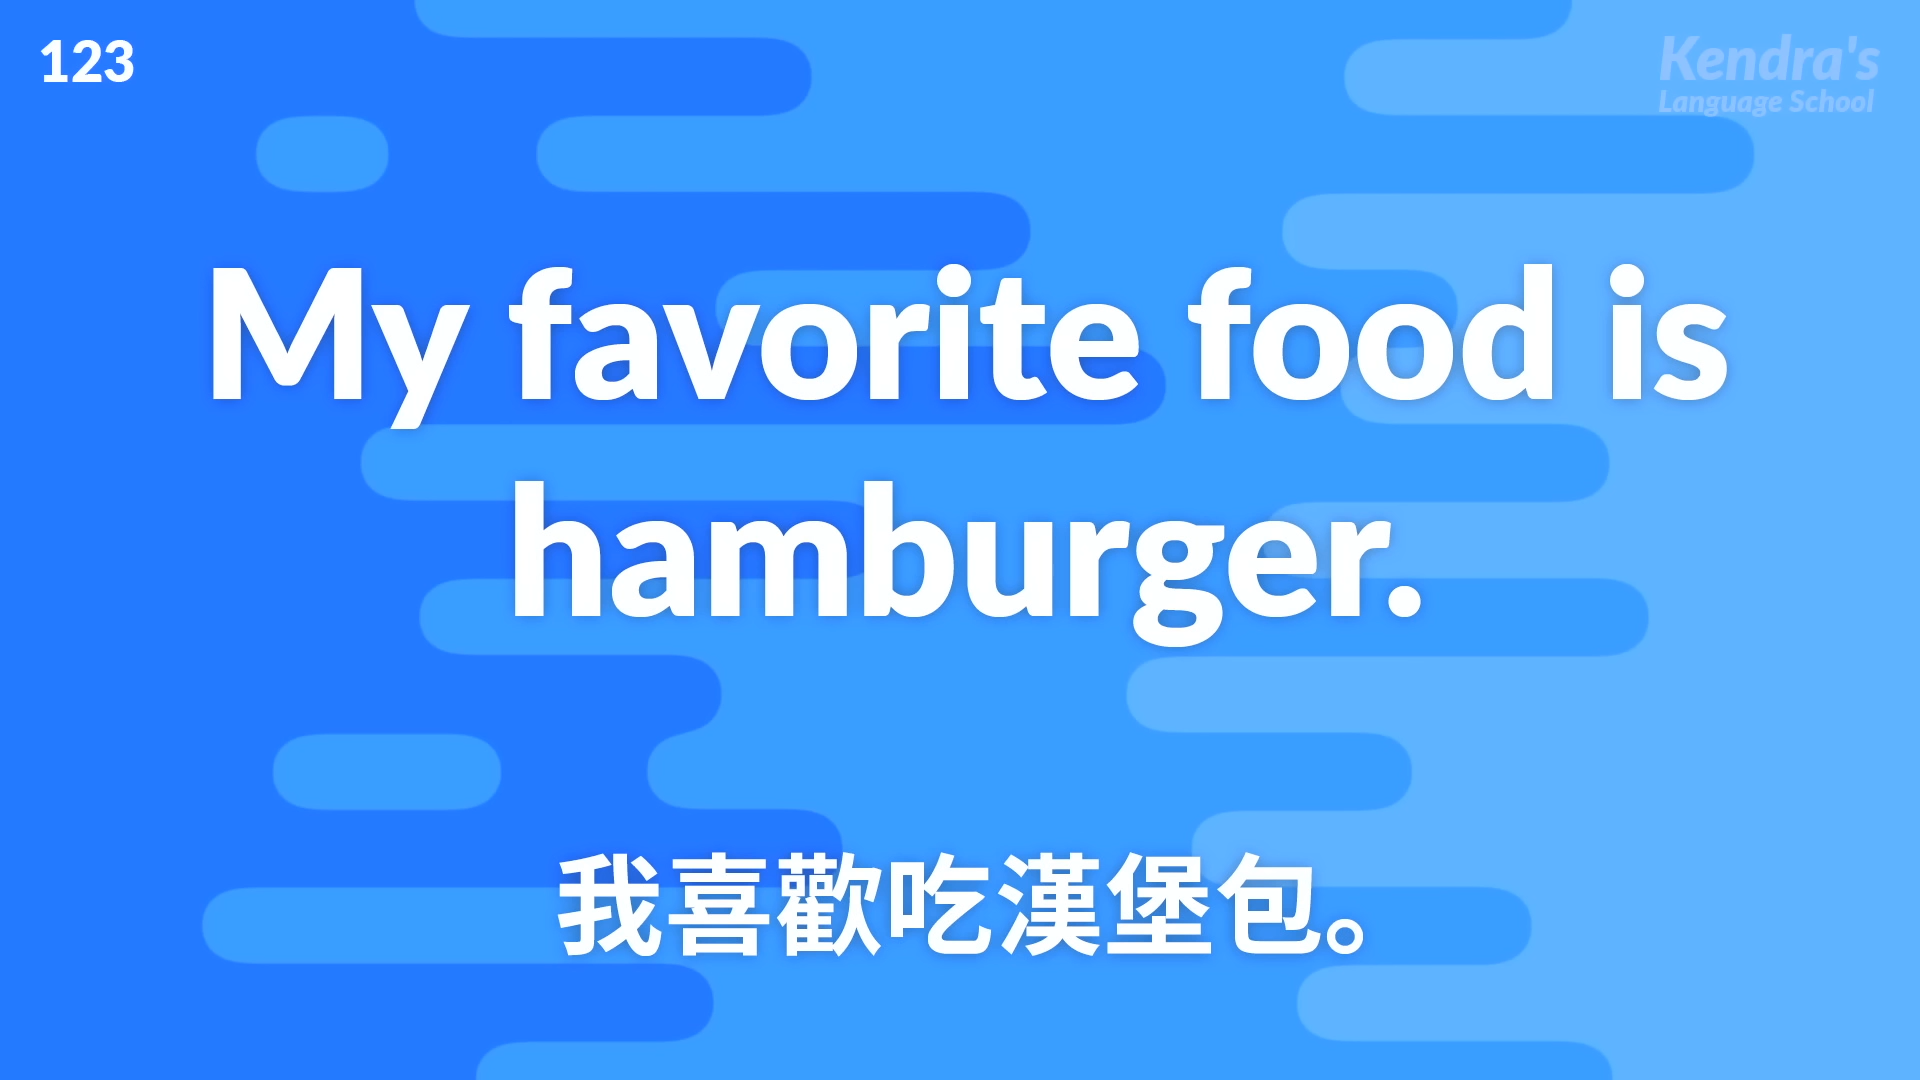 123
Kendra's
Language School
My favorite food is
hamburger.
我喜歡吃漢堡包。